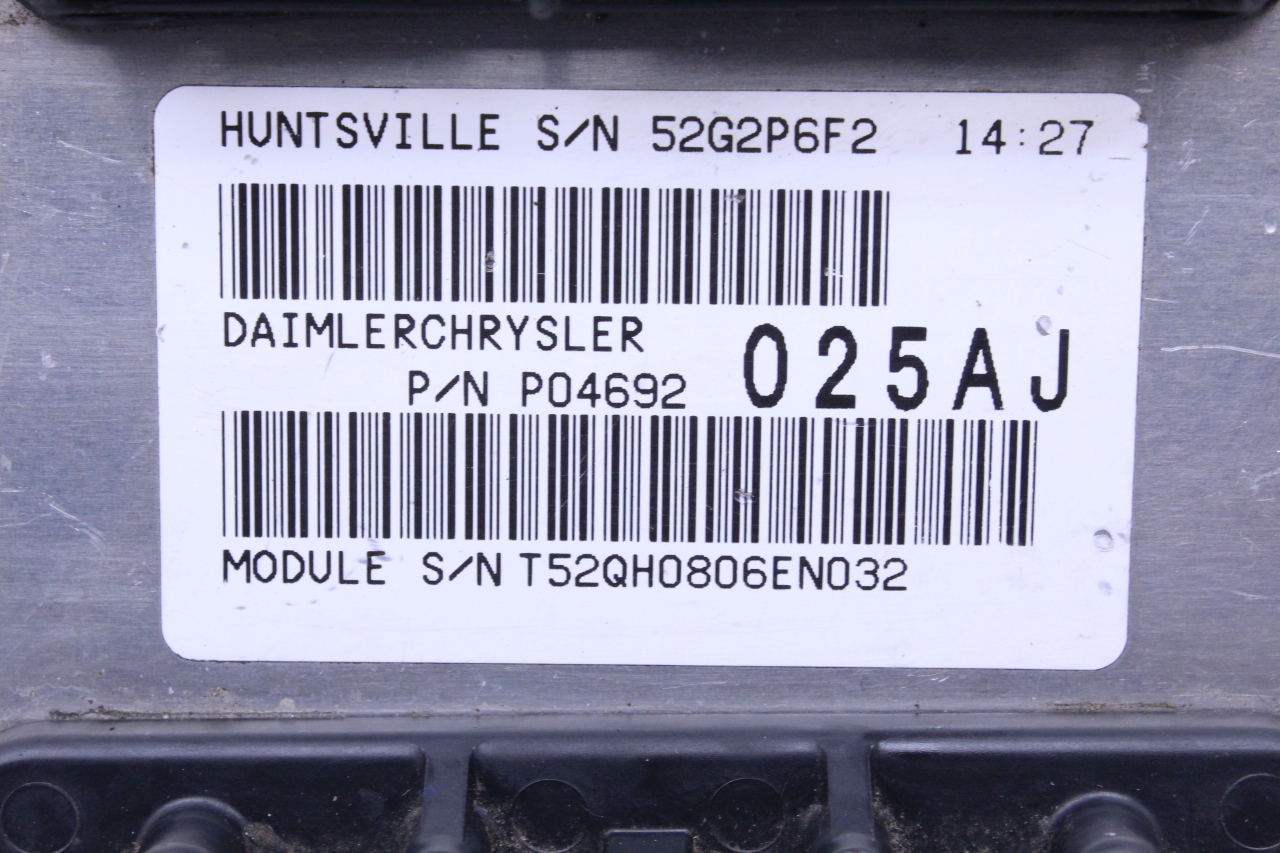 HUNTSVILLE S/N 52G2P6F2 14:27
DAIMLERCHRYSLER
P/N P04692 025AJ
MODULE S/N T52QH0806EN032